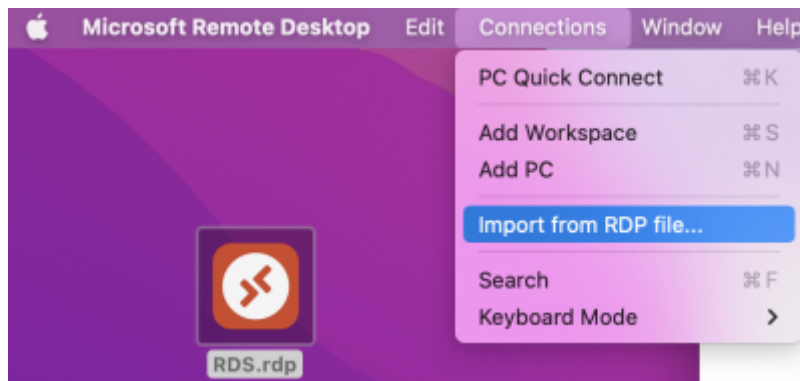 Microsoft Remote Desktop Edit Connections Window Help
PC Quick Connect ⌘K
Add Workspace ⌘S
Add PC ⌘N
Import from RDP file...
Search ⌘F
Keyboard Mode
RDS.rdp